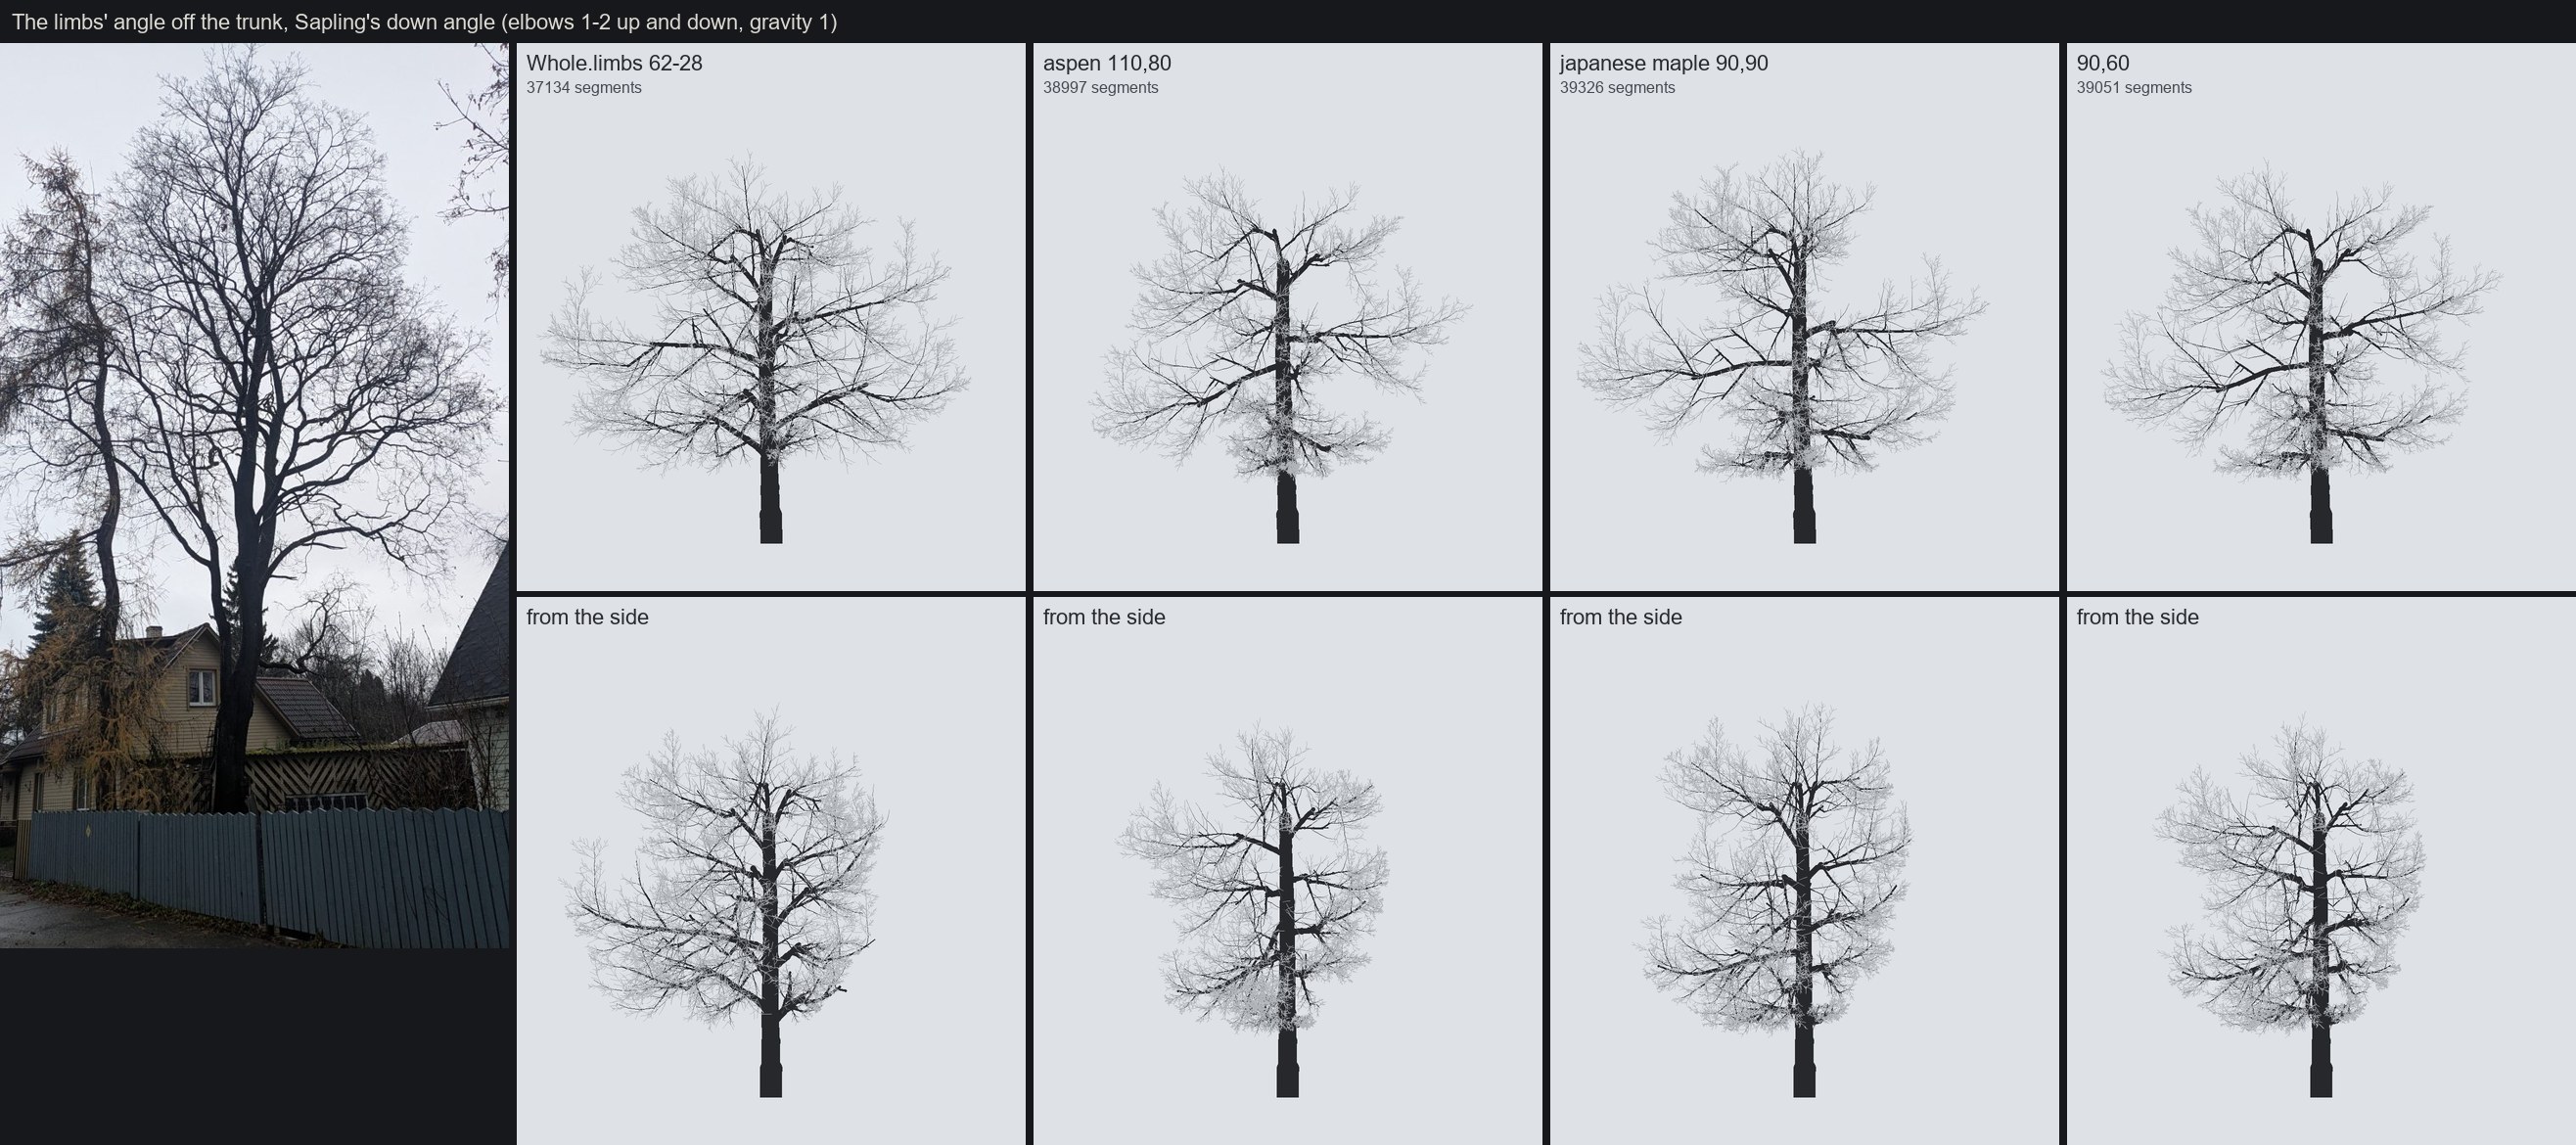 The limbs' angle off the trunk, Sapling's down angle (elbows 1-2 up and down, gravity 1)
Whole.limbs 62-28
37134 segments
aspen 110,80
38997 segments
japanese maple 90,90
39326 segments
90,60
39051 segments
from the side
from the side
from the side
from the side